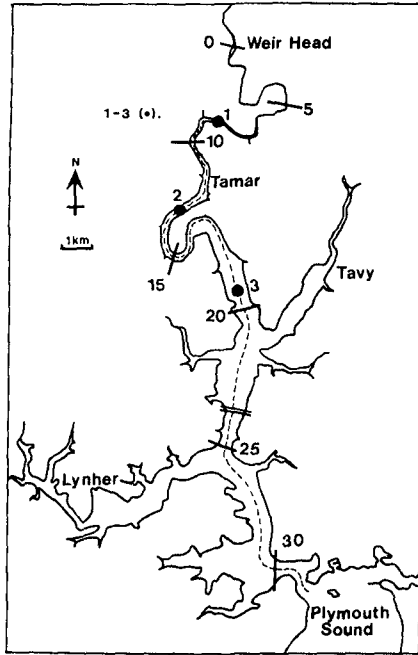 0
Weir Head
5
1-3 (•).
1
10
N
Tamar
2
1km
15
3
Tavy
20
25
Lynher
30
Plymouth
Sound